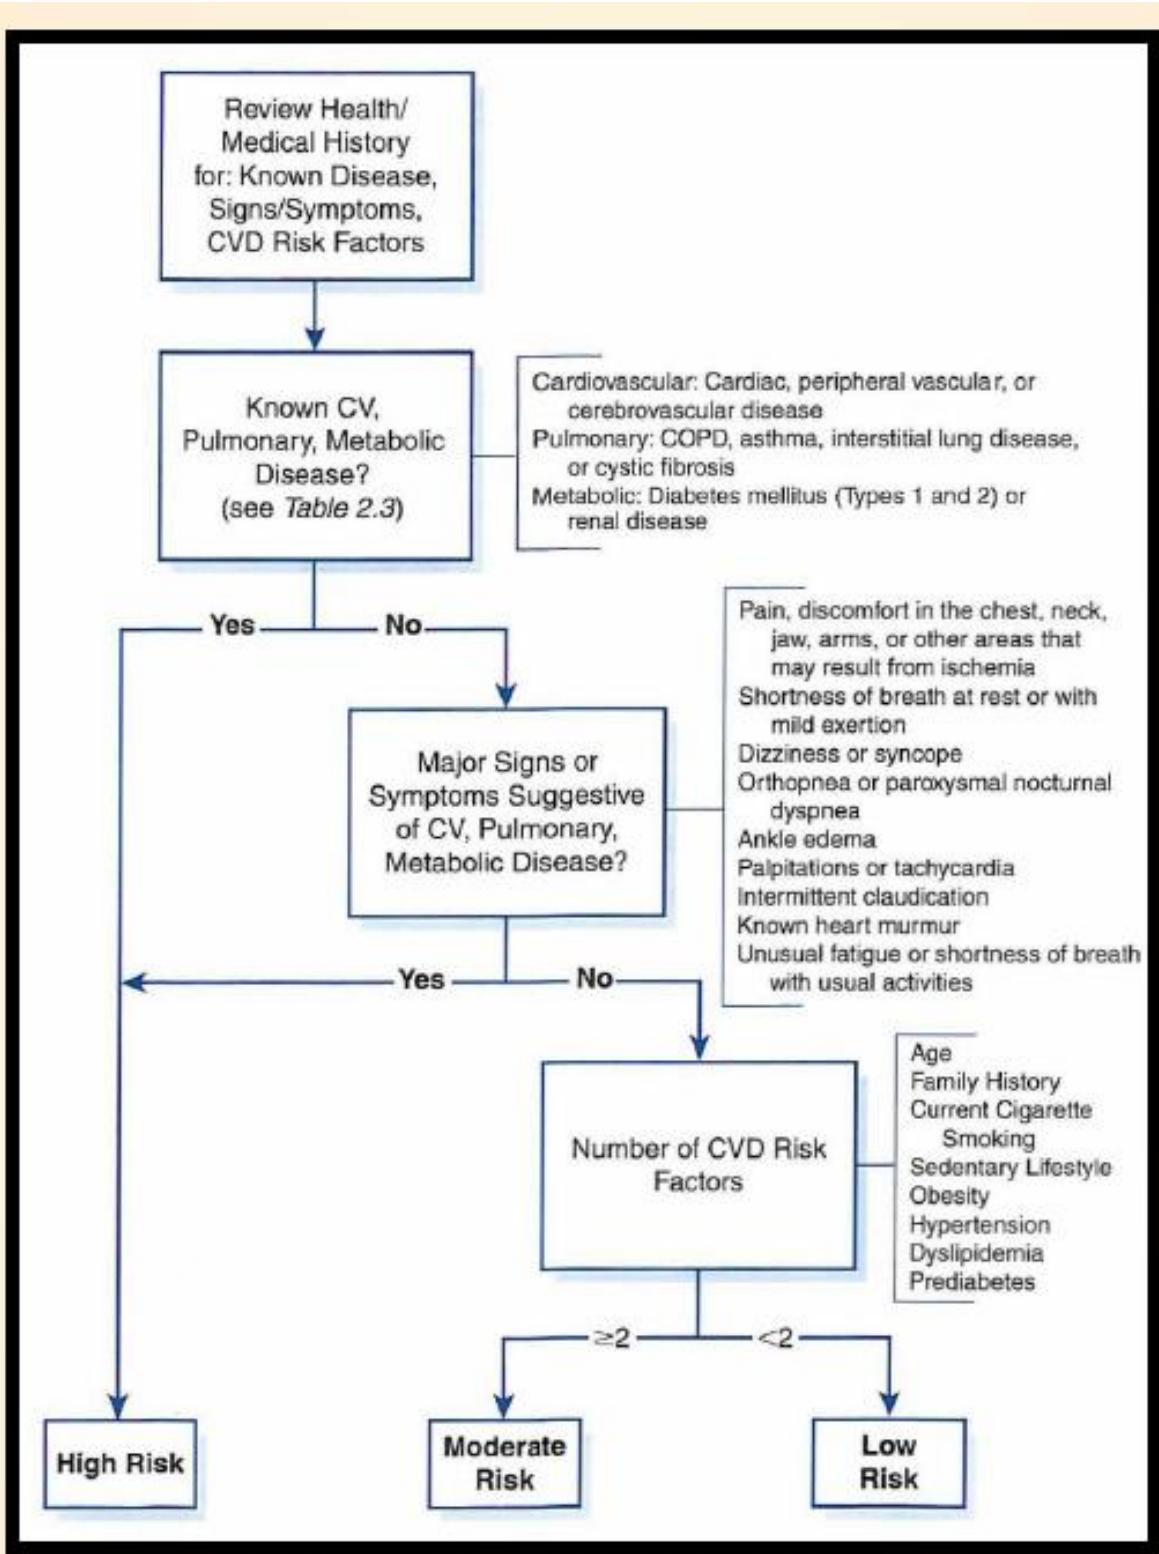 Review Health/
Medical History
for: Known Disease,
Signs/Symptoms,
CVD Risk Factors
Known CV,
Pulmonary, Metabolic
Disease?
(see Table 2.3)
Cardiovascular: Cardiac, peripheral vascular, or
cerebrovascular disease
Pulmonary: COPD, asthma, interstitial lung disease,
or cystic fibrosis
Metabolic: Diabetes mellitus (Types 1 and 2) or
renal disease
Yes
No
Major Signs or
Symptoms Suggestive
of CV, Pulmonary,
Metabolic Disease?
Pain, discomfort in the chest, neck,
jaw, arms, or other areas that
may result from ischemia
Shortness of breath at rest or with
mild exertion
Dizziness or syncope
Orthopnea or paroxysmal nocturnal
dyspnea
Ankle edema
Palpitations or tachycardia
Intermittent claudication
Known heart murmur
Unusual fatigue or shortness of breath
with usual activities
Yes
No
Number of CVD Risk
Factors
Age
Family History
Current Cigarette
Smoking
Sedentary Lifestyle
Obesity
Hypertension
Dyslipidemia
Prediabetes
≥2
<2
High Risk
Moderate
Risk
Low
Risk